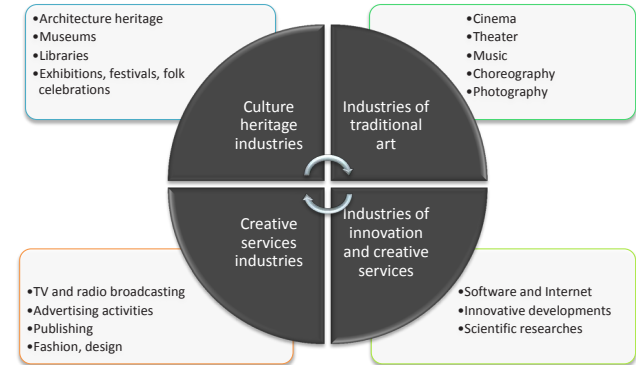 •Architecture heritage
•Museums
•Libraries
•Exhibitions, festivals, folk
celebrations
•Cinema
•Theater
•Music
•Choreography
•Photography
Culture
heritage
industries
Industries of
traditional
art
Creative
services
industries
Industries of
innovation
and creative
services
•TV and radio broadcasting
•Advertising activities
•Publishing
•Fashion, design
•Software and Internet
•Innovative developments
•Scientific researches